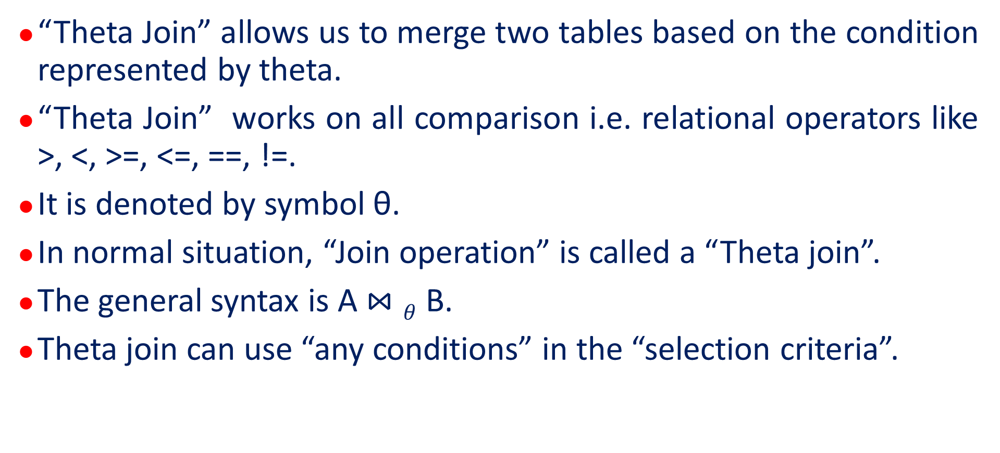 • “Theta Join” allows us to merge two tables based on the condition
represented by theta.
• “Theta Join”  works on all comparison i.e. relational operators like
>, <, >=, <=, ==, !=.
• It is denoted by symbol θ.
• In normal situation, “Join operation” is called a “Theta join”.
• The general syntax is A ⋈ θ B.
• Theta join can use “any conditions” in the “selection criteria”.